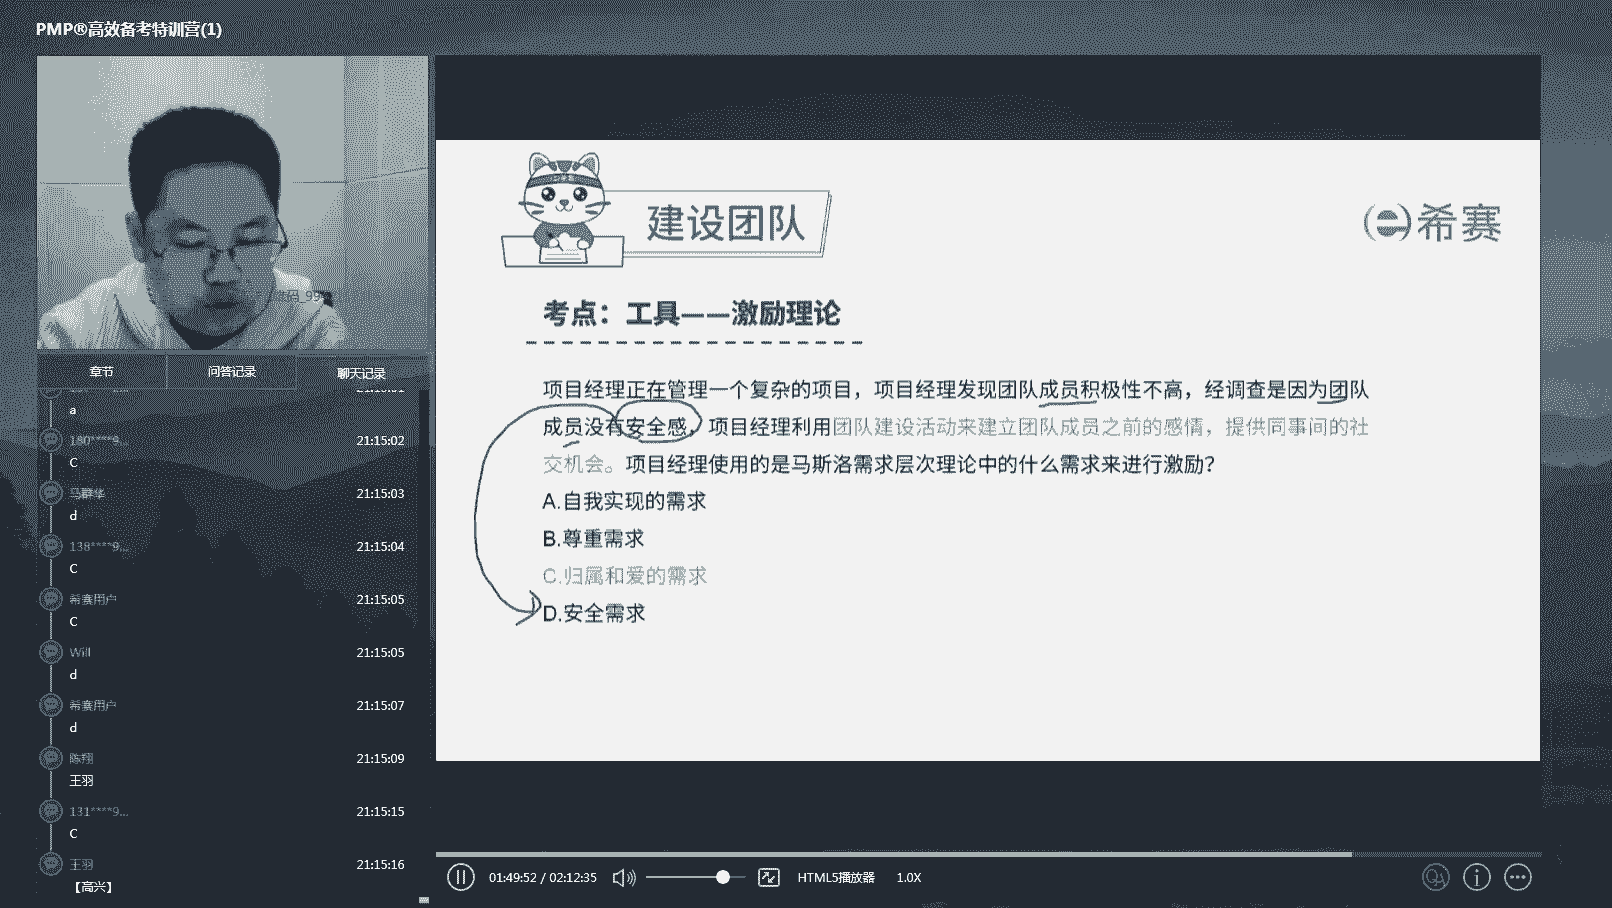 PMP®高效备考特训营(1)
章节
问答记录
聊天记录
a
180****9...
21:15:02
C
马群华
21:15:03
d
138****9...
21:15:04
C
希赛用户
21:15:05
C
Will
21:15:05
d
希赛用户
21:15:07
d
陈翔
21:15:09
王羽
131****9...
21:15:15
C
王羽
21:15:16
【高兴】
建设团队
希赛
考点：工具——激励理论
项目经理正在管理一个复杂的项目，项目经理发现团队成员积极性不高，经调查是因为团队
成员没有安全感，项目经理利用团队建设活动来建立团队成员之前的感情，提供同事间的社
交机会。项目经理使用的是马斯洛需求层次理论中的什么需求来进行激励？
A.自我实现的需求
B.尊重需求
C.归属和爱的需求
D.安全需求
01:49:52 / 02:12:35
HTML5播放器
1.0X